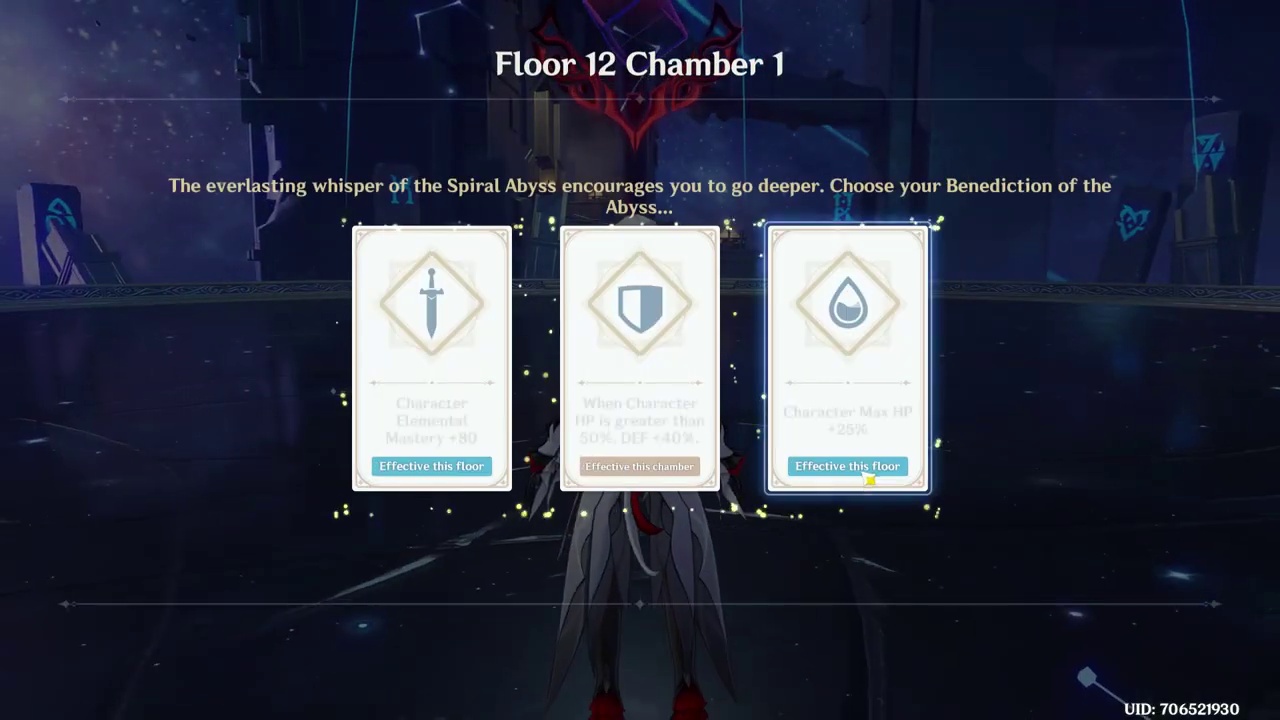 Floor 12 Chamber 1
The everlasting whisper of the Spiral Abyss encourages you to go deeper. Choose your Benediction of the
Abyss...
Character
Elemental
Mastery +80
Effective this floor
When Character
HP is greater than
50%, DEF +40%.
Effective this chamber
Character Max HP
+25%
Effective this floor
UID: 706521930